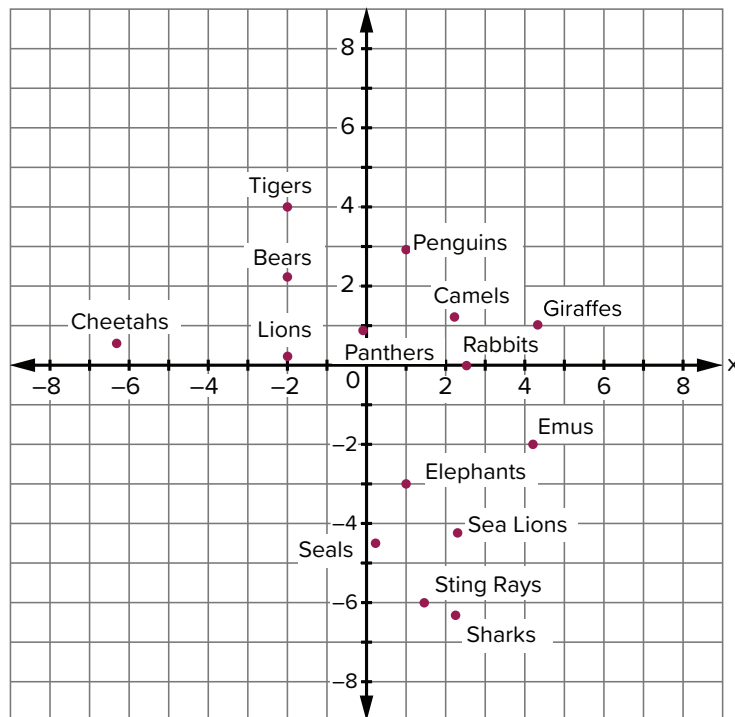 8
6
Tigers
4
Penguins
Bears
2
Camels
Giraffes
Cheetahs
Lions
Panthers
Rabbits
x
−8
−6
−4
−2
0
2
4
6
8
Emus
−2
Elephants
Sea Lions
−4
Seals
Sting Rays
−6
Sharks
−8